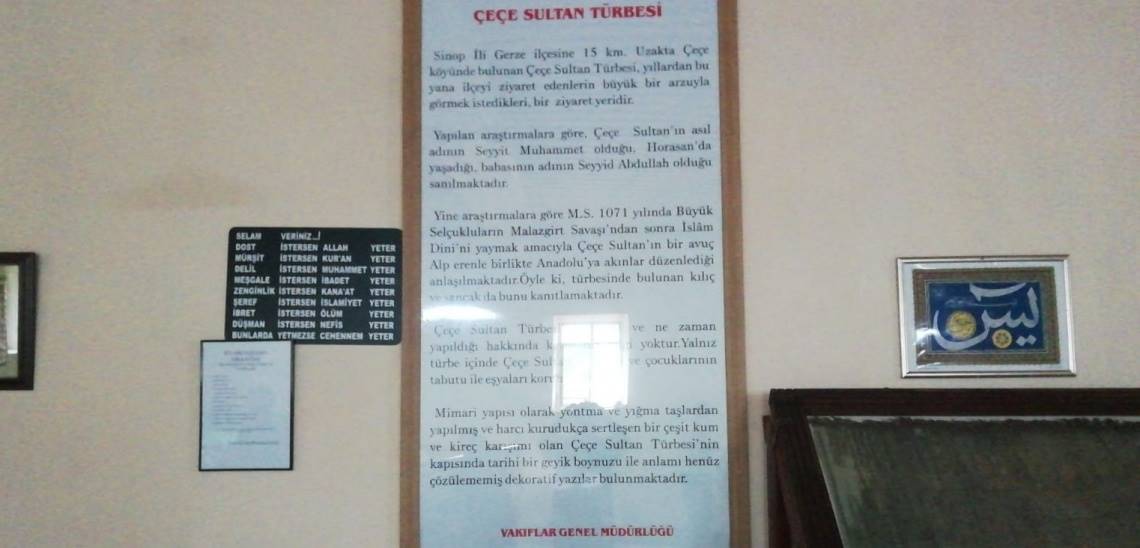 ÇEÇE SULTAN TÜRBESİ
Sinop İli Gerze ilçesine 15 km. Uzakta Çeçe
köyünde bulunan Çeçe Sultan Türbesi, yıllardan bu
yana ilçeyi ziyaret edenlerin büyük bir arzuyla
görmek istedikleri, bir ziyaret yeridir.
Yapılan araştırmalara göre, Çeçe Sultan'ın asıl
adının Seyyit Muhammet olduğu, Horasan'da
yaşadığı, babasının adının Seyyid Abdullah olduğu
sanılmaktadır.
Yine araştırmalara göre M.S. 1071 yılında Büyük
Selçukluların Malazgirt Savaşı'ndan sonra İslâm
Dini'ni yaymak amacıyla Çeçe Sultan'ın bir avuç
Alp erenle birlikte Anadolu'ya akınlar düzenlediği
anlaşılmaktadır.Öyle ki, türbesinde bulunan kılıç
ve sancak da bunu kanıtlamaktadır.
Çeçe Sultan ve ne zaman
yapıldığı hakkında yoktur.Yalnız
türbe içinde Çeçe ve çocuklarının
tabutu ile eşyaları
Mimari yapısı olarak yontma ve yığma taşlardan
yapılmış ve harcı kurudukça sertleşen bir çeşit kum
ve kireç karışımı olan Çeçe Sultan Türbesi'nin
kapısında tarihi bir geyik boynuzu ile anlamı henüz
çözülememiş dekoratif yazılar bulunmaktadır.
VAKIFLAR GENEL MÜDÜRLÜĞÜ
SELAM VERİNİZ...!
DOST İSTERSEN ALLAH YETER
MÜRŞİT İSTERSEN KUR'AN YETER
DELİL İSTERSEN MUHAMMET YETER
MEŞGALE İSTERSEN İBADET YETER
ZENGİNLİK İSTERSEN KANA'AT YETER
ŞEREF İSTERSEN İSLAMİYET YETER
İBRET İSTERSEN ÖLÜM YETER
DÜŞMAN İSTERSEN NEFİS YETER
BUNLARDA YETMEZSE CEHENNEM YETER
يس